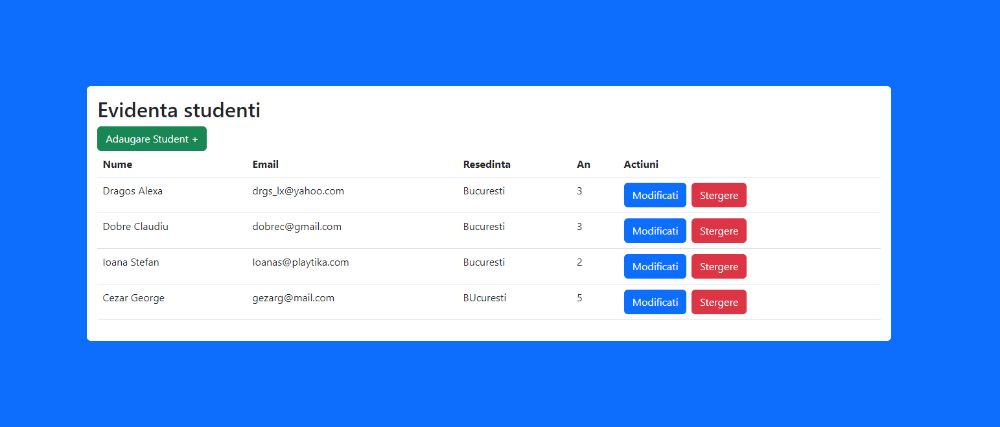 Evidenta studenti
Adaugare Student +
Nume Email Resedinta An Actiuni
Dragos Alexa drgs_lx@yahoo.com Bucuresti 3 Modificati Stergere
Dobre Claudiu dobrec@gmail.com Bucuresti 3 Modificati Stergere
Ioana Stefan Ioanas@playtika.com Bucuresti 2 Modificati Stergere
Cezar George gezarg@mail.com BUcuresti 5 Modificati Stergere